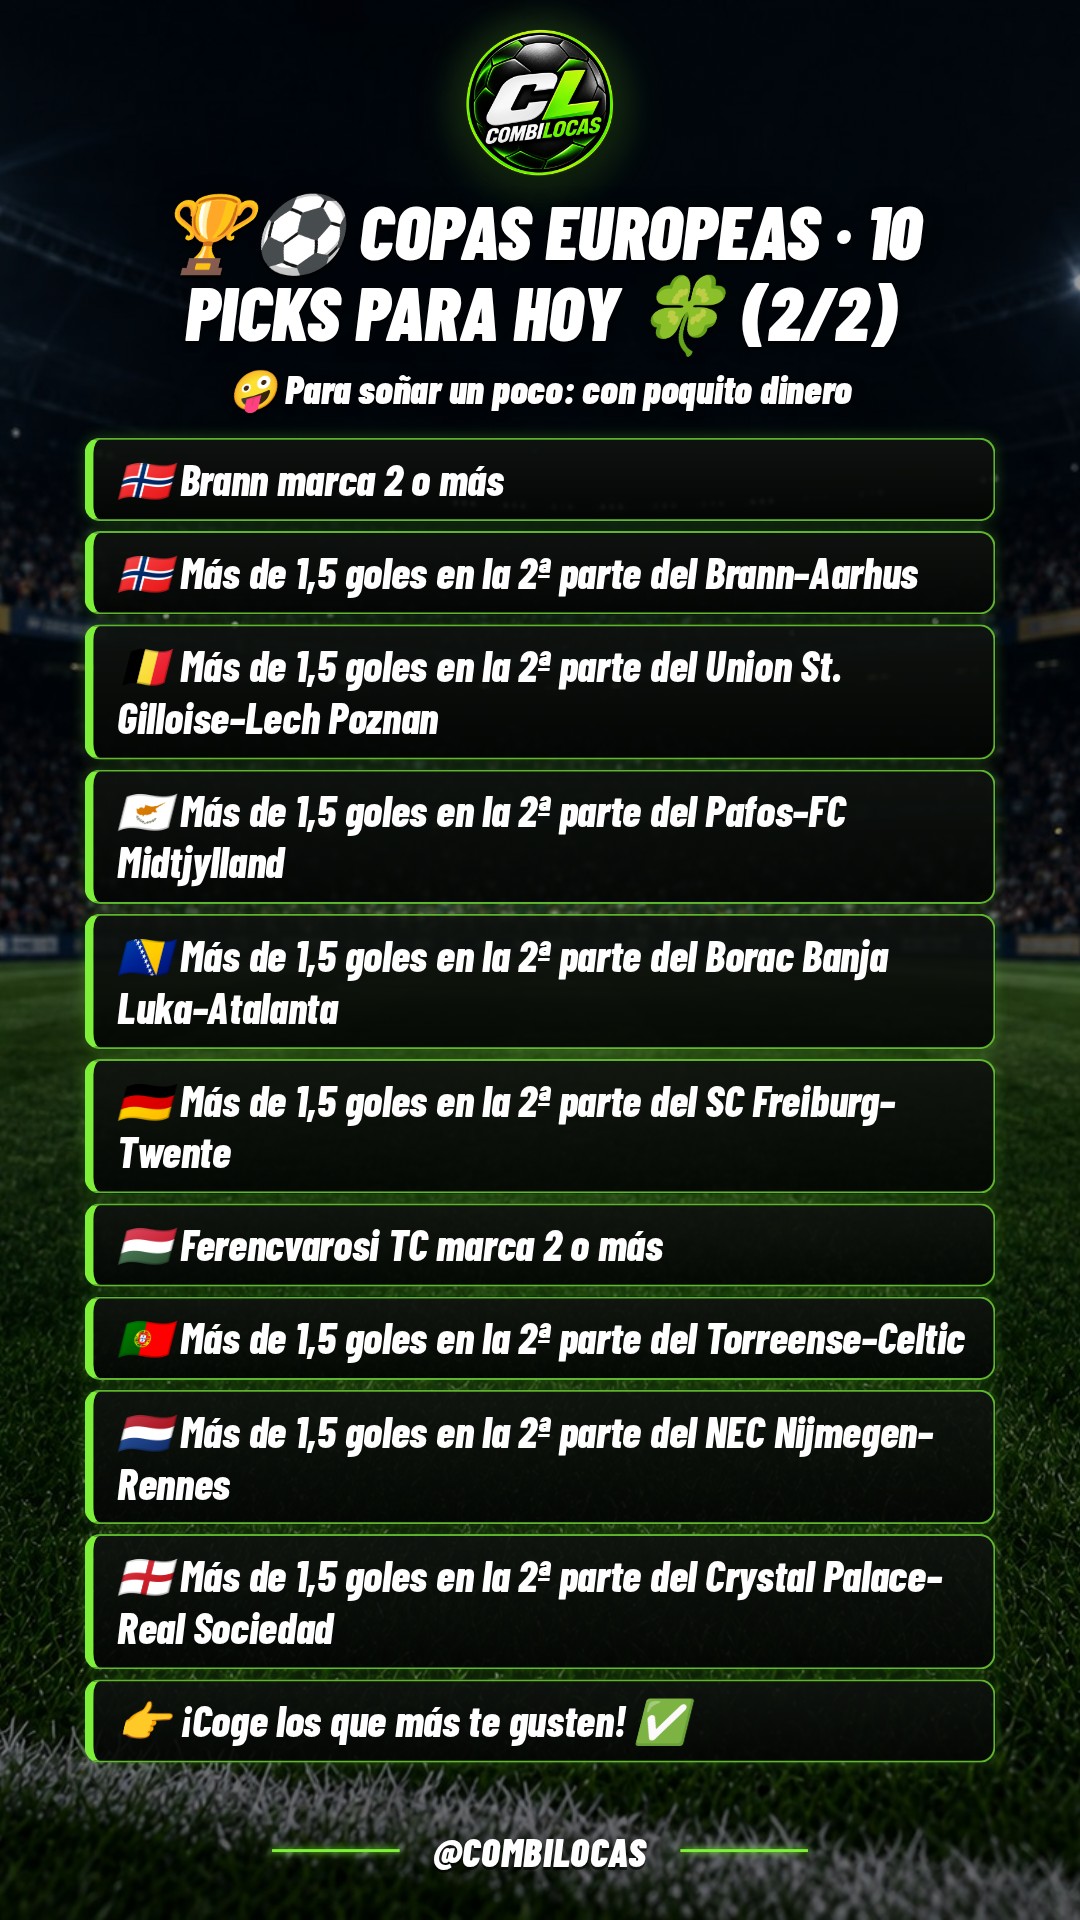 CL
COMBILOCAS
🏆⚽ COPAS EUROPEAS · 10
PICKS PARA HOY 🍀 (2/2)
🤪 Para soñar un poco: con poquito dinero
🇳🇴 Brann marca 2 o más
🇳🇴 Más de 1,5 goles en la 2ª parte del Brann-Aarhus
🇧🇪 Más de 1,5 goles en la 2ª parte del Union St.
Gilloise-Lech Poznan
🇨🇾 Más de 1,5 goles en la 2ª parte del Pafos-FC
Midtjylland
🇧🇦 Más de 1,5 goles en la 2ª parte del Borac Banja
Luka-Atalanta
🇩🇪 Más de 1,5 goles en la 2ª parte del SC Freiburg-
Twente
🇭🇺 Ferencvarosi TC marca 2 o más
🇵🇹 Más de 1,5 goles en la 2ª parte del Torreense-Celtic
🇳🇱 Más de 1,5 goles en la 2ª parte del NEC Nijmegen-
Rennes
🏴󠁧󠁢󠁥󠁮󠁧󠁿 Más de 1,5 goles en la 2ª parte del Crystal Palace-
Real Sociedad
👉 ¡Coge los que más te gusten! ✅
@COMBILOCAS